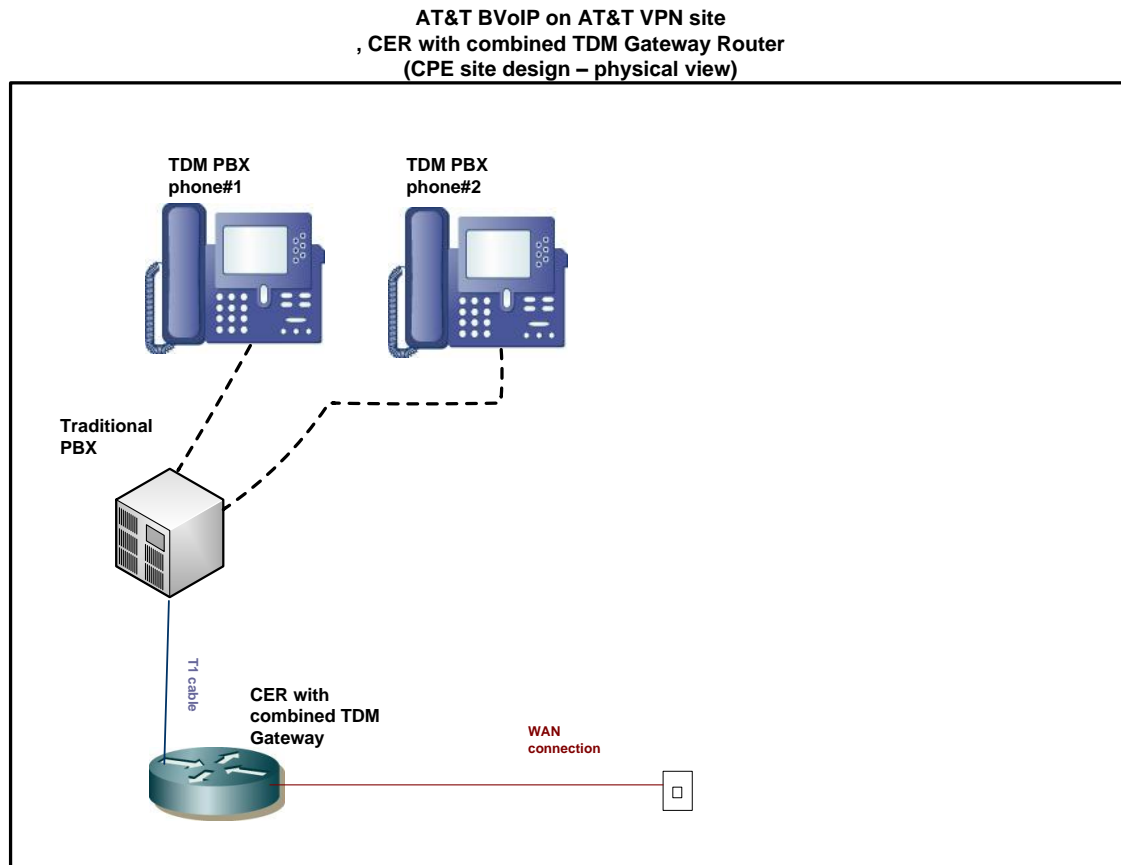 AT&T BVoIP on AT&T VPN site
, CER with combined TDM Gateway Router
(CPE site design – physical view)
TDM PBX
phone#1
TDM PBX
phone#2
Traditional
PBX
T1 cable
CER with
combined TDM
Gateway
WAN
connection